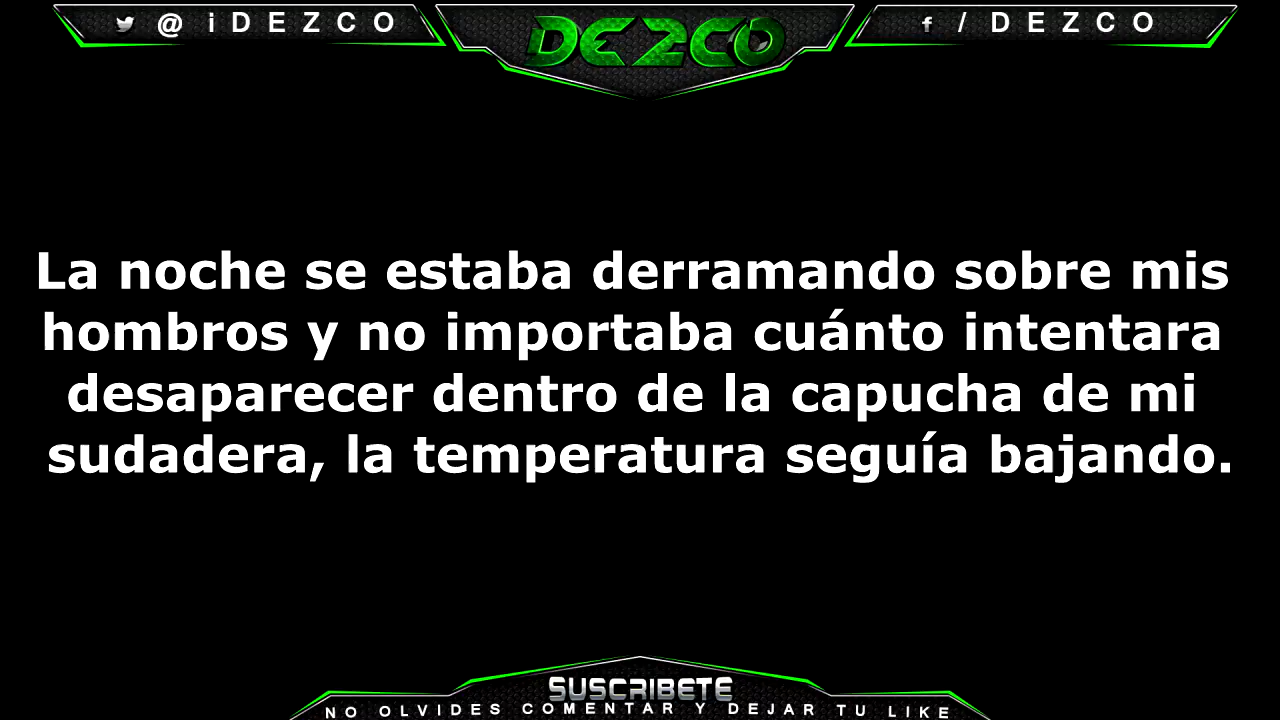 @iDEZCO
DEZCO
/DEZCO
La noche se estaba derramando sobre mis
hombros y no importaba cuánto intentara
desaparecer dentro de la capucha de mi
sudadera, la temperatura seguía bajando.
SUSCRIBETE
NO OLVIDES COMENTAR Y DEJAR TU LIKE